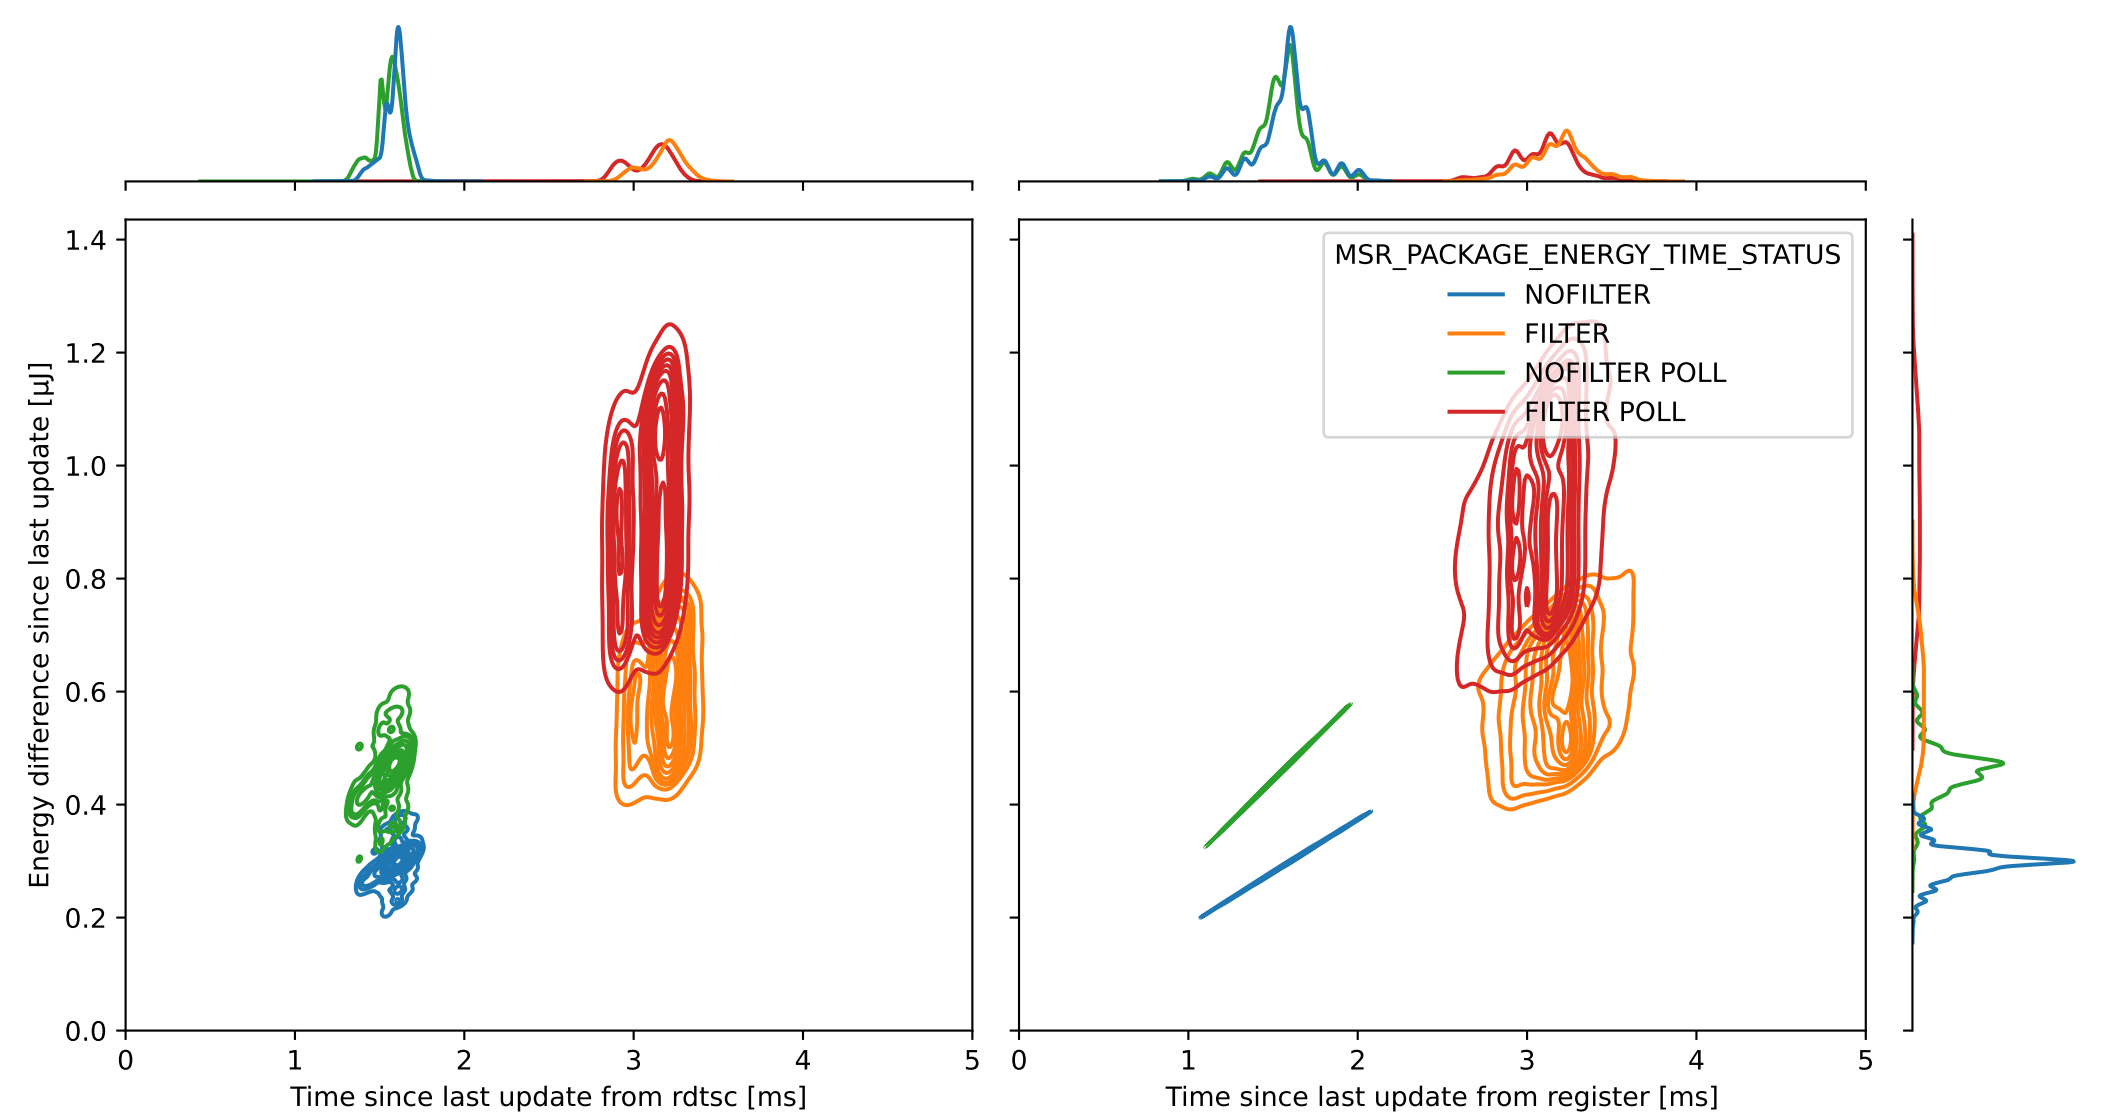 MSR_PACKAGE_ENERGY_TIME_STATUS
NOFILTER
FILTER
NOFILTER POLL
FILTER POLL
Energy difference since last update [µJ]
1.4
1.2
1.0
0.8
0.6
0.4
0.2
0.0
0 1 2 3 4 5
0 1 2 3 4 5
Time since last update from rdtsc [ms]
Time since last update from register [ms]